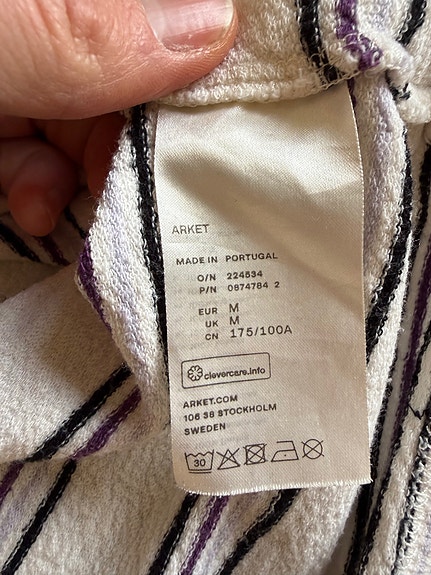 ARKET
MADE IN PORTUGAL
O/N 224534
P/N 0874784 2
EUR M
UK M
CN 175/100A
clevercare.info
ARKET.COM
106 38 STOCKHOLM
SWEDEN
30